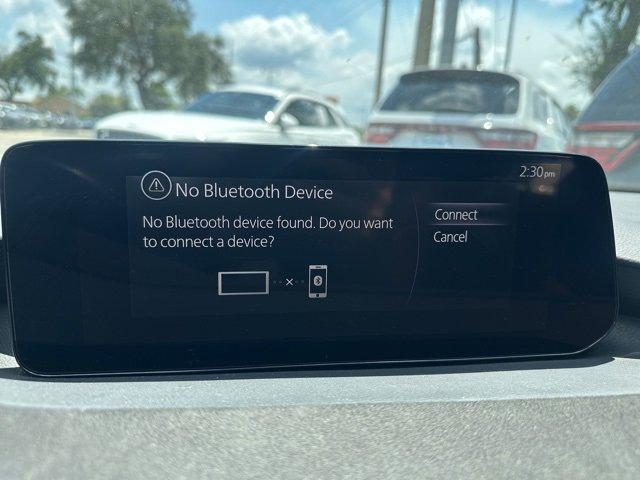 2:30pm
No Bluetooth Device
No Bluetooth device found. Do you want
to connect a device?
Connect
Cancel